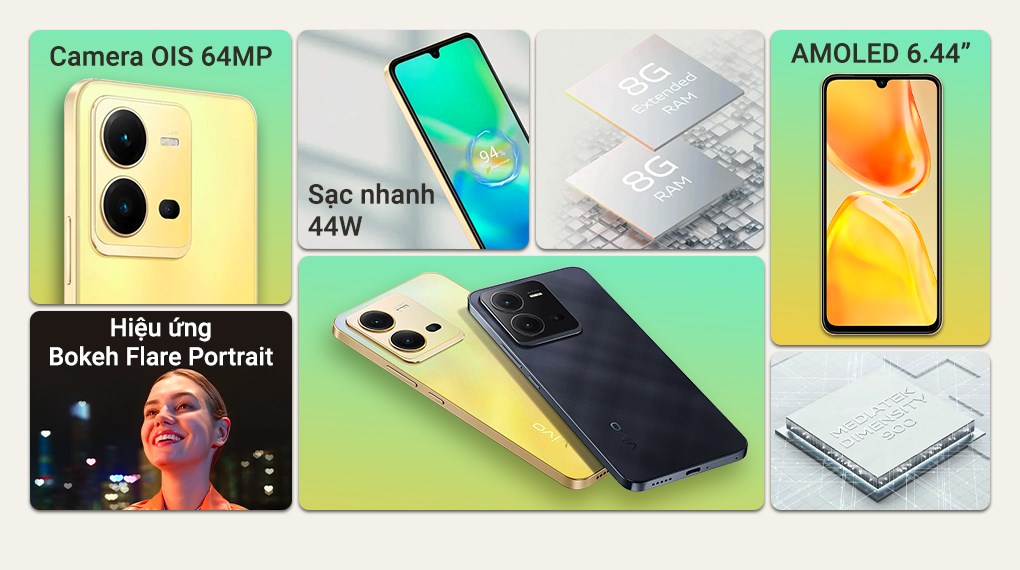 Camera OIS 64MP
94%
Sạc nhanh
44W
8G
Extended
RAM
8G
RAM
AMOLED 6.44”
Hiệu ứng
Bokeh Flare Portrait
vivo
vivo
MEDIATEK
DIMENSITY
900